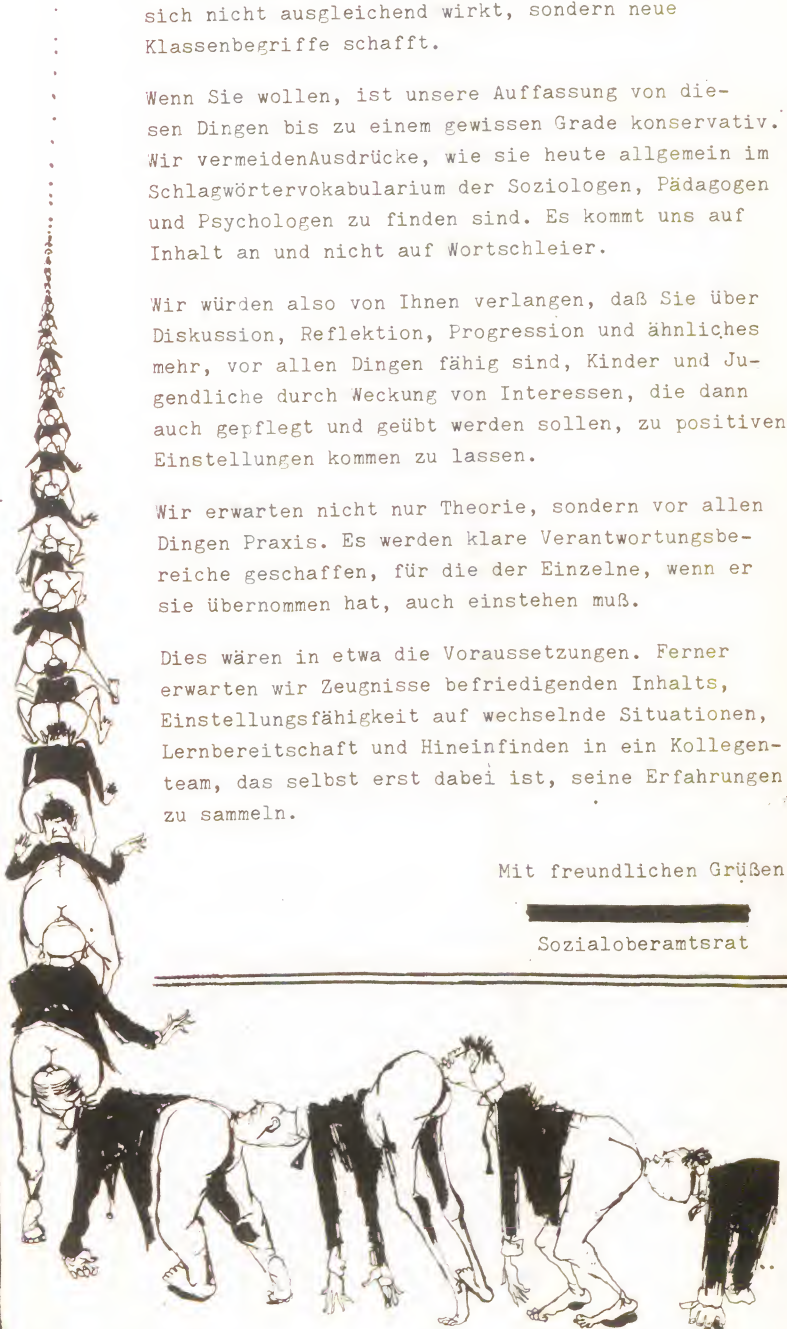 sich nicht ausgleichend wirkt, sondern neue
Klassenbegriffe schafft.
Wenn Sie wollen, ist unsere Auffassung von die-
sen Dingen bis zu einem gewissen Grade konservativ.
Wir vermeidenAusdrücke, wie sie heute allgemein im
Schlagwörtervokabularium der Soziologen, Pädagogen
und Psychologen zu finden sind. Es kommt uns auf
Inhalt an und nicht auf Wortschleier.
Wir würden also von Ihnen verlangen, daß Sie über
Diskussion, Reflektion, Progression und ähnliches
mehr, vor allen Dingen fähig sind, Kinder und Ju-
gendliche durch Weckung von Interessen, die dann
auch gepflegt und geübt werden sollen, zu positiven
Einstellungen kommen zu lassen.
Wir erwarten nicht nur Theorie, sondern vor allen
Dingen Praxis. Es werden klare Verantwortungsbe-
reiche geschaffen, für die der Einzelne, wenn er
sie übernommen hat, auch einstehen muß.
Dies wären in etwa die Voraussetzungen. Ferner
erwarten wir Zeugnisse befriedigenden Inhalts,
Einstellungsfähigkeit auf wechselnde Situationen,
Lernbereitschaft und Hineinfinden in ein Kollegen-
team, das selbst erst dabei ist, seine Erfahrungen
zu sammeln.
Mit freundlichen Grüßen
Sozialoberamtsrat